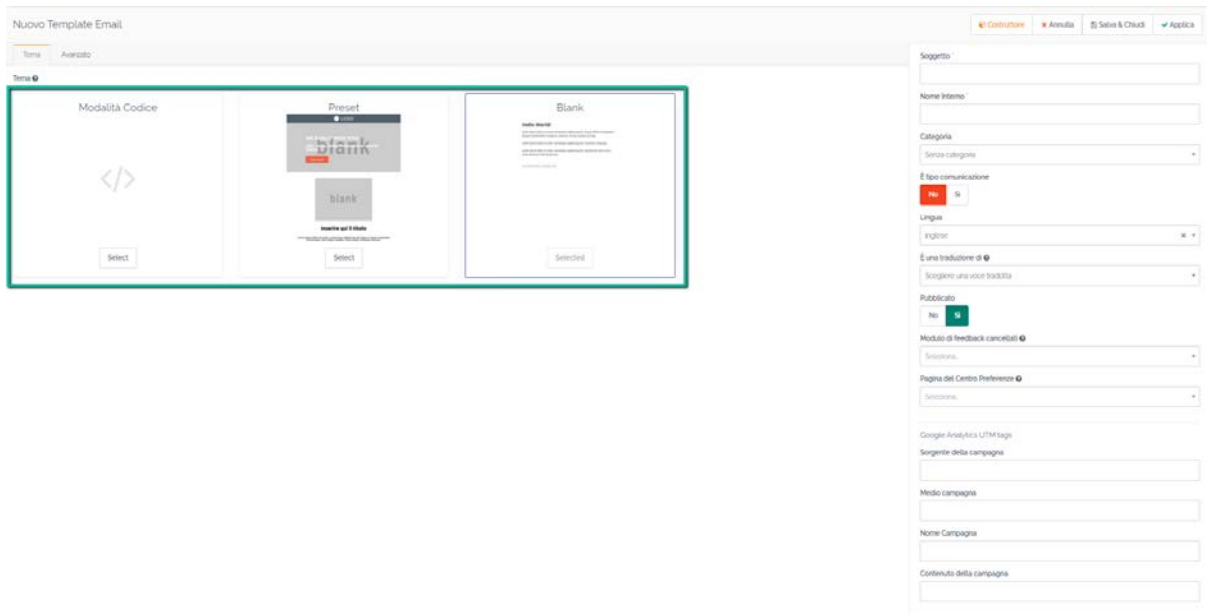 Nuovo Template Email
Costruttore
Annulla
Salva & Chiudi
Applica
Tema
Avanzato
Tema
Modalità Codice
Select
Preset
LOGO
blank
blank
Inserire qui il titolo
Select
Blank
Hello World!
Selected
Soggetto *
Nome Interno *
Categoria
Senza categoria
È tipo comunicazione
No
Sì
Lingua
Inglese
È una traduzione di
Scegliere una voce tradotta
Pubblicato
No
Sì
Modulo di feedback cancellati
Seleziona..
Pagina del Centro Preferenze
Seleziona..
Google Analytics UTM tags
Sorgente della campagna
Medio campagna
Nome Campagna
Contenuto della campagna